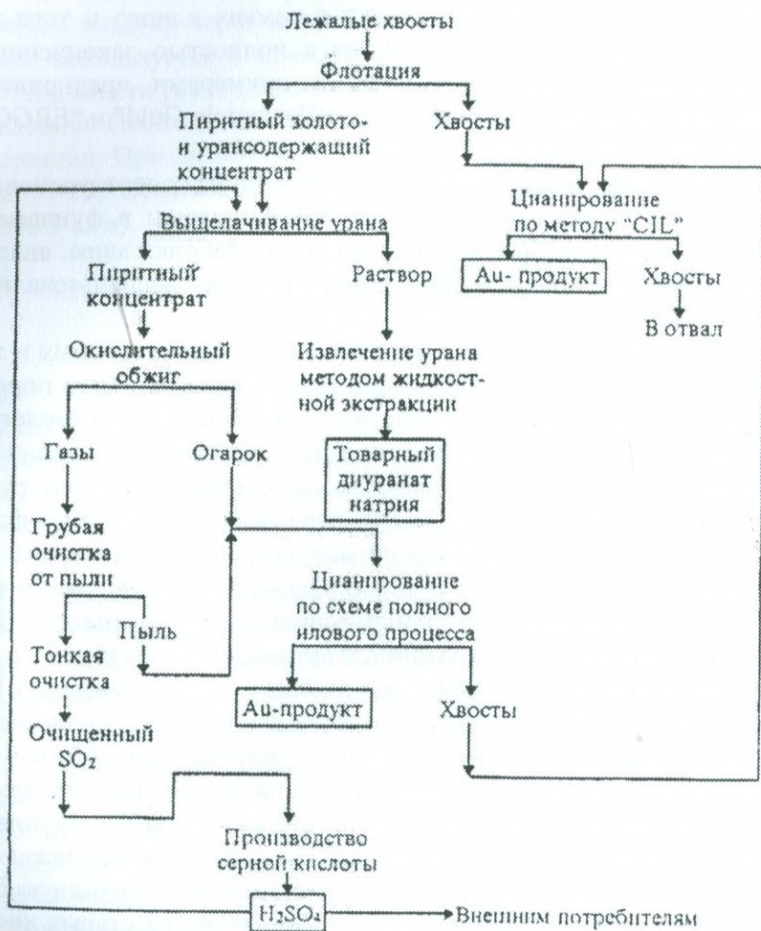 Лежалые хвосты
Флотация
Пиритный золото-
и урансодержащий
концентрат
Хвосты
Цианирование
по методу "CIL"
Выщелачивание урана
Пиритный
концентрат
Раствор
Au- продукт
Хвосты
В отвал
Окислительный
обжиг
Извлечение урана
методом жидкост-
ной экстракции
Газы
Огарок
Товарный
диуранат
натрия
Грубая
очистка
от пыли
Цианирование
по схеме полного
илового процесса
Пыль
Тонкая
очистка
Au-продукт
Хвосты
Очищенный
SO₂
Производство
серной кислоты
H₂SO₄
Внешним потребителям